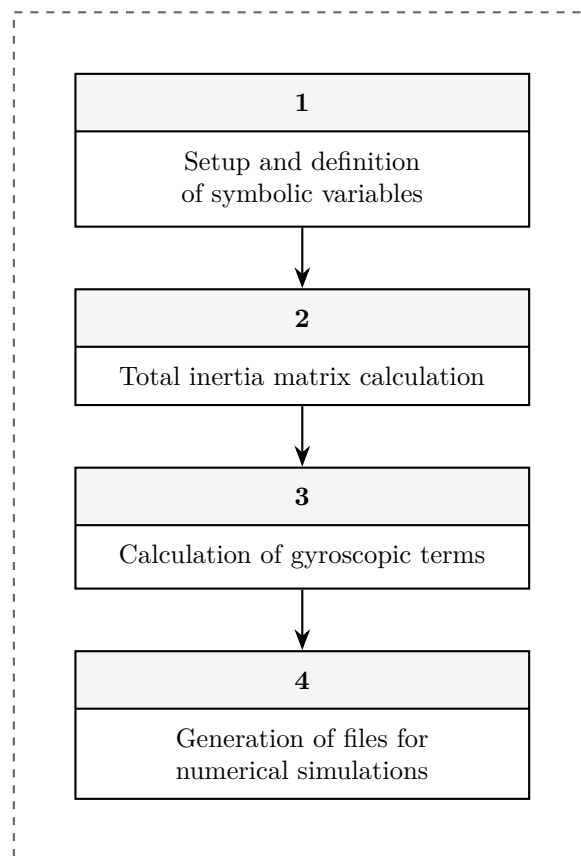 1
Setup and definition
of symbolic variables
2
Total inertia matrix calculation
3
Calculation of gyroscopic terms
4
Generation of files for
numerical simulations